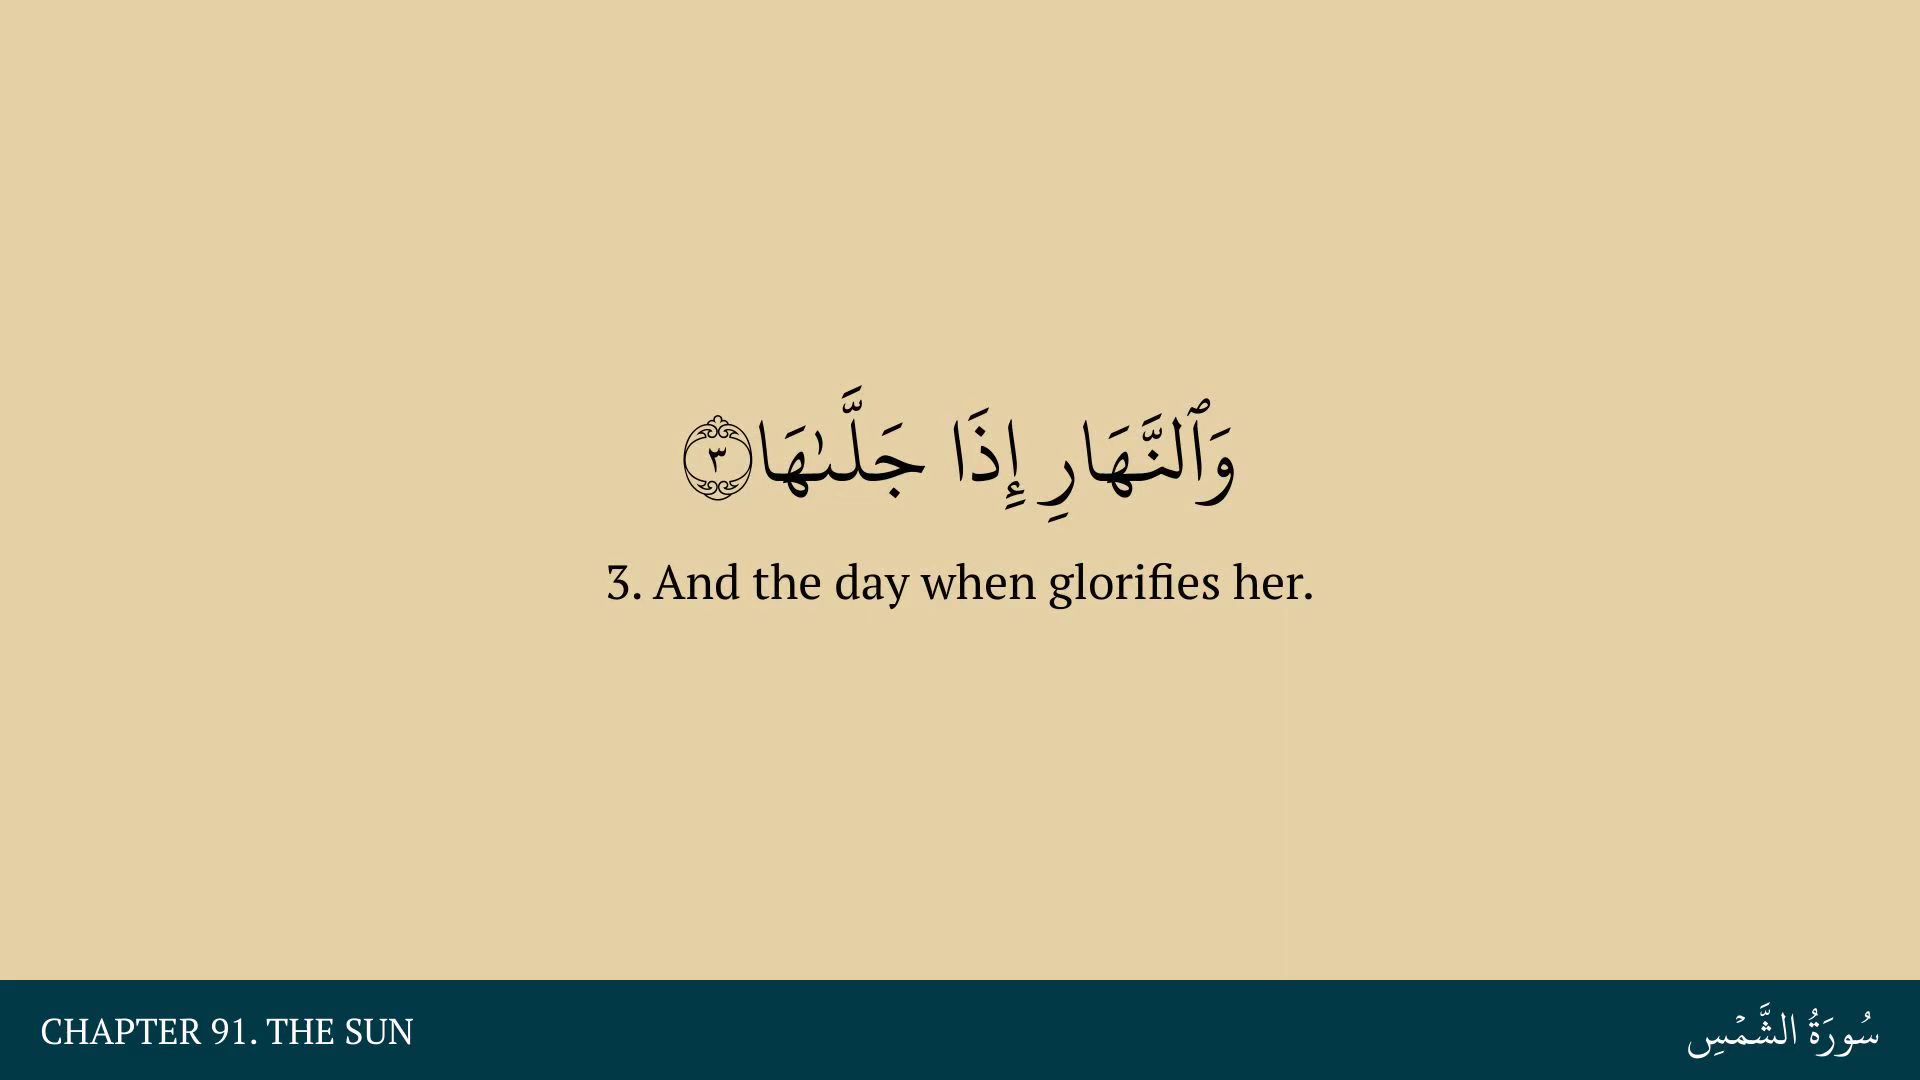 وَٱلنَّهَارِ إِذَا جَلَّىٰهَا ٣
3. And the day when glorifies her.
CHAPTER 91. THE SUN
سُورَةُ الشَّمۡسِ